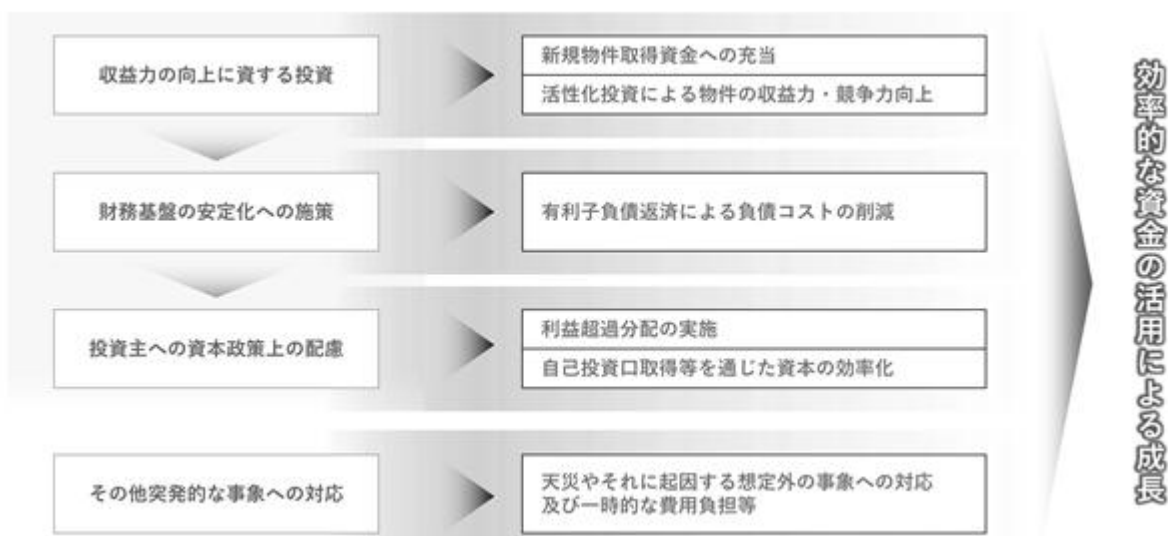 収益力の向上に資する投資
新規物件取得資金への充当
活性化投資による物件の収益力・競争力向上
財務基盤の安定化への施策
有利子負債返済による負債コストの削減
投資主への資本政策上の配慮
利益超過分配の実施
自己投資口取得等を通じた資本の効率化
その他突発的な事象への対応
天災やそれに起因する想定外の事象への対応
及び一時的な費用負担等
効率的な資金の活用による成長